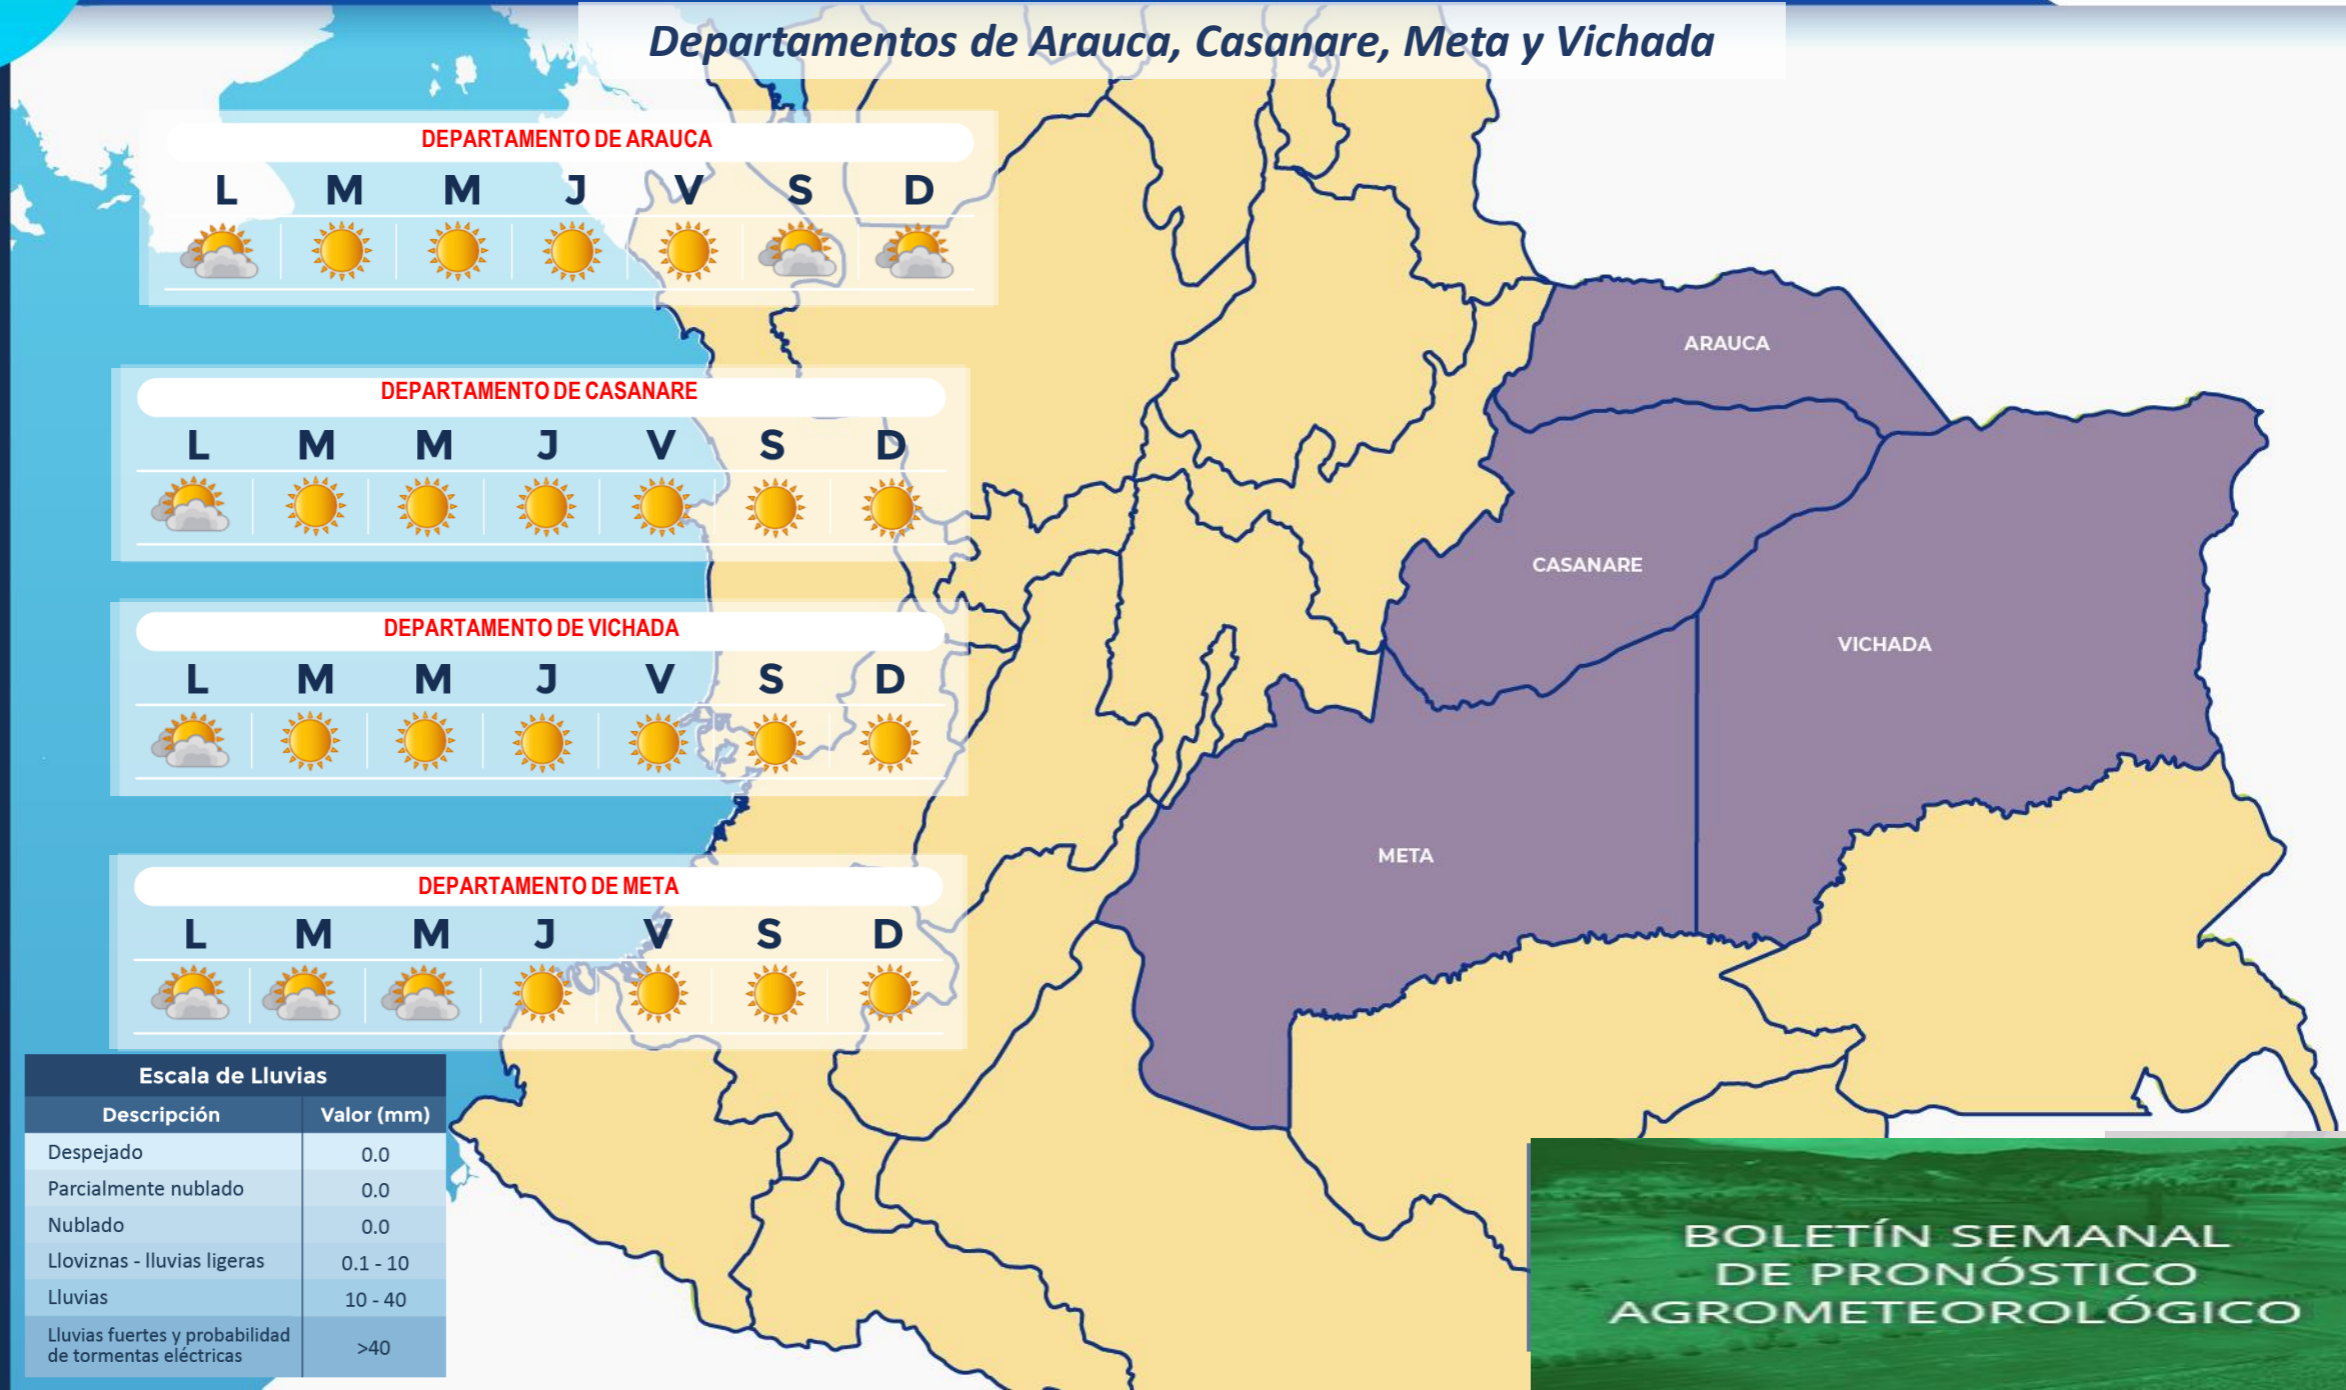 Departamentos de Arauca, Casanare, Meta y Vichada
DEPARTAMENTO DE ARAUCA
L M M J V S D
DEPARTAMENTO DE CASANARE
L M M J V S D
DEPARTAMENTO DE VICHADA
L M M J V S D
DEPARTAMENTO DE META
L M M J V S D
ARAUCA
CASANARE
VICHADA
META
Escala de Lluvias
Descripción Valor (mm)
Despejado 0.0
Parcialmente nublado 0.0
Nublado 0.0
Lloviznas - lluvias ligeras 0.1 - 10
Lluvias 10 - 40
Lluvias fuertes y probabilidad
de tormentas eléctricas >40
BOLETÍN SEMANAL
DE PRONÓSTICO
AGROMETEOROLÓGICO